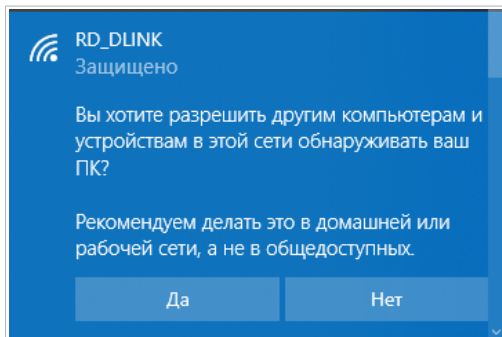 RD_DLINK
Защищено
Вы хотите разрешить другим компьютерам и
устройствам в этой сети обнаруживать ваш
ПК?
Рекомендуем делать это в домашней или
рабочей сети, а не в общедоступных.
Да
Нет